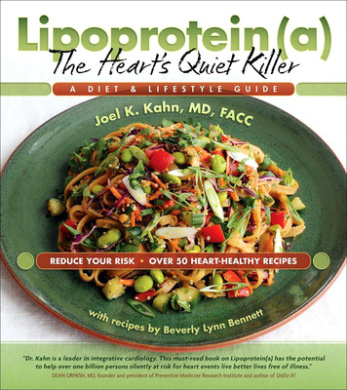 Lipoprotein(a)
The Heart's Quiet Killer
A DIET & LIFESTYLE GUIDE
Joel K. Kahn, MD, FACC
REDUCE YOUR RISK • OVER 50 HEART-HEALTHY RECIPES
with recipes by Beverly Lynn Bennett
"Dr. Kahn is a leader in integrative cardiology. This must-read book on Lipoprotein(a) has the potential
to help over one billion persons silently at risk for heart events live better lives free of illness."
DEAN ORNISH, MD, founder and president of Preventive Medicine Research Institute and author of UnDo It!